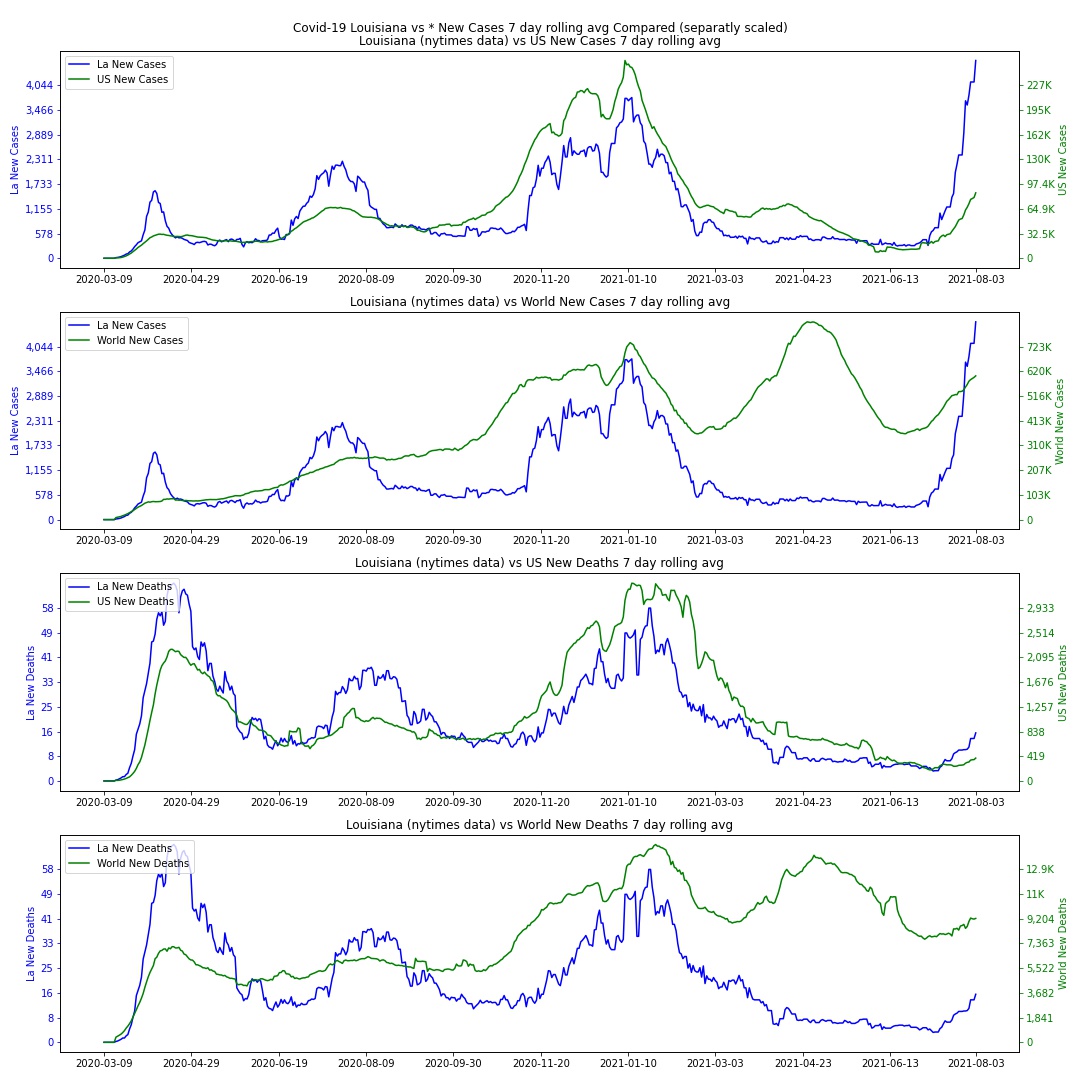 Covid-19 Louisiana vs * New Cases 7 day rolling avg Compared (separatly scaled)
Louisiana (nytimes data) vs US New Cases 7 day rolling avg
La New Cases
US New Cases
4,044
3,466
2,889
2,311
1,733
1,155
578
0
La New Cases
227K
195K
162K
130K
97.4K
64.9K
32.5K
0
US New Cases
2020-03-09 2020-04-29 2020-06-19 2020-08-09 2020-09-30 2020-11-20 2021-01-10 2021-03-03 2021-04-23 2021-06-13 2021-08-03
Louisiana (nytimes data) vs World New Cases 7 day rolling avg
La New Cases
World New Cases
4,044
3,466
2,889
2,311
1,733
1,155
578
0
La New Cases
723K
620K
516K
413K
310K
207K
103K
0
World New Cases
2020-03-09 2020-04-29 2020-06-19 2020-08-09 2020-09-30 2020-11-20 2021-01-10 2021-03-03 2021-04-23 2021-06-13 2021-08-03
Louisiana (nytimes data) vs US New Deaths 7 day rolling avg
La New Deaths
US New Deaths
58
49
41
33
25
16
8
0
La New Deaths
2,933
2,514
2,095
1,676
1,257
838
419
0
US New Deaths
2020-03-09 2020-04-29 2020-06-19 2020-08-09 2020-09-30 2020-11-20 2021-01-10 2021-03-03 2021-04-23 2021-06-13 2021-08-03
Louisiana (nytimes data) vs World New Deaths 7 day rolling avg
La New Deaths
World New Deaths
58
49
41
33
25
16
8
0
La New Deaths
12.9K
11K
9,204
7,363
5,522
3,682
1,841
0
World New Deaths
2020-03-09 2020-04-29 2020-06-19 2020-08-09 2020-09-30 2020-11-20 2021-01-10 2021-03-03 2021-04-23 2021-06-13 2021-08-03